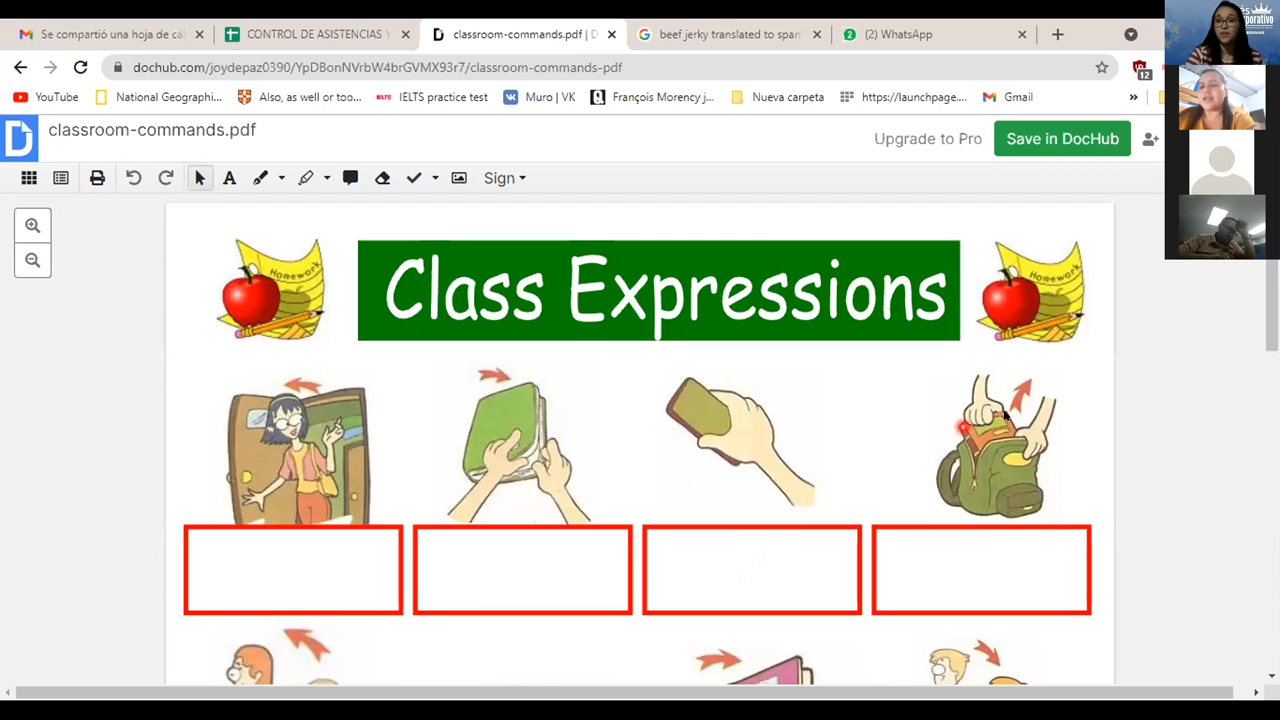 Se compartió una hoja de cál
CONTROL DE ASISTENCIAS Y
classroom-commands.pdf | D
beef jerky translated to span
(2) WhatsApp
dochub.com/joydepaz0390/YpDBonNVrbW4brGVMX93r7/classroom-commands-pdf
12
YouTube
National Geographi...
Also, as well or too...
IELTS practice test
Muro | VK
François Morency j...
Nueva carpeta
https://launchpage....
Gmail
classroom-commands.pdf
Upgrade to Pro
Save in DocHub
Sign
Homework
Class Expressions
Homework